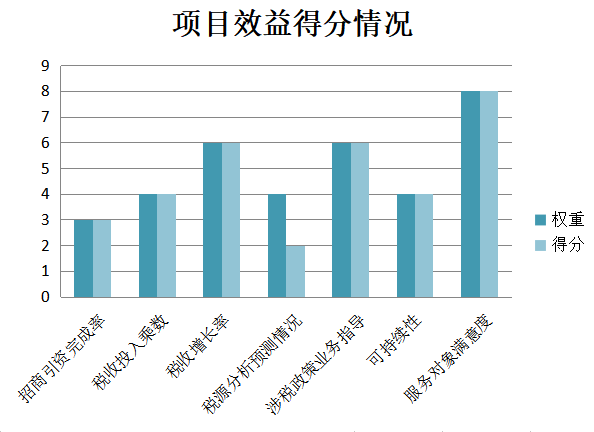 项目效益得分情况
9
8
7
6
5
4
3
2
1
0
招商引资完成率
税收投入乘数
税收增长率
税源分析预测情况
涉税政策业务指导
可持续性
服务对象满意度
权重
得分